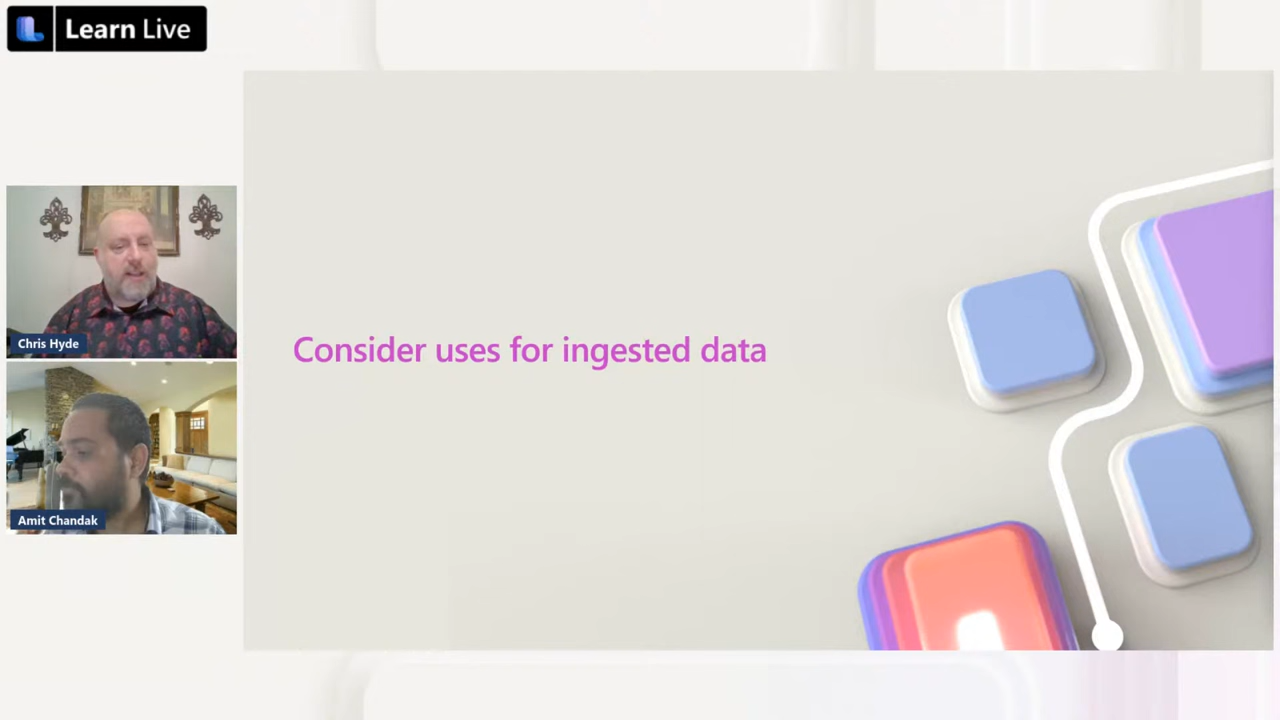 Learn Live
Chris Hyde
Consider uses for ingested data
Amit Chandak